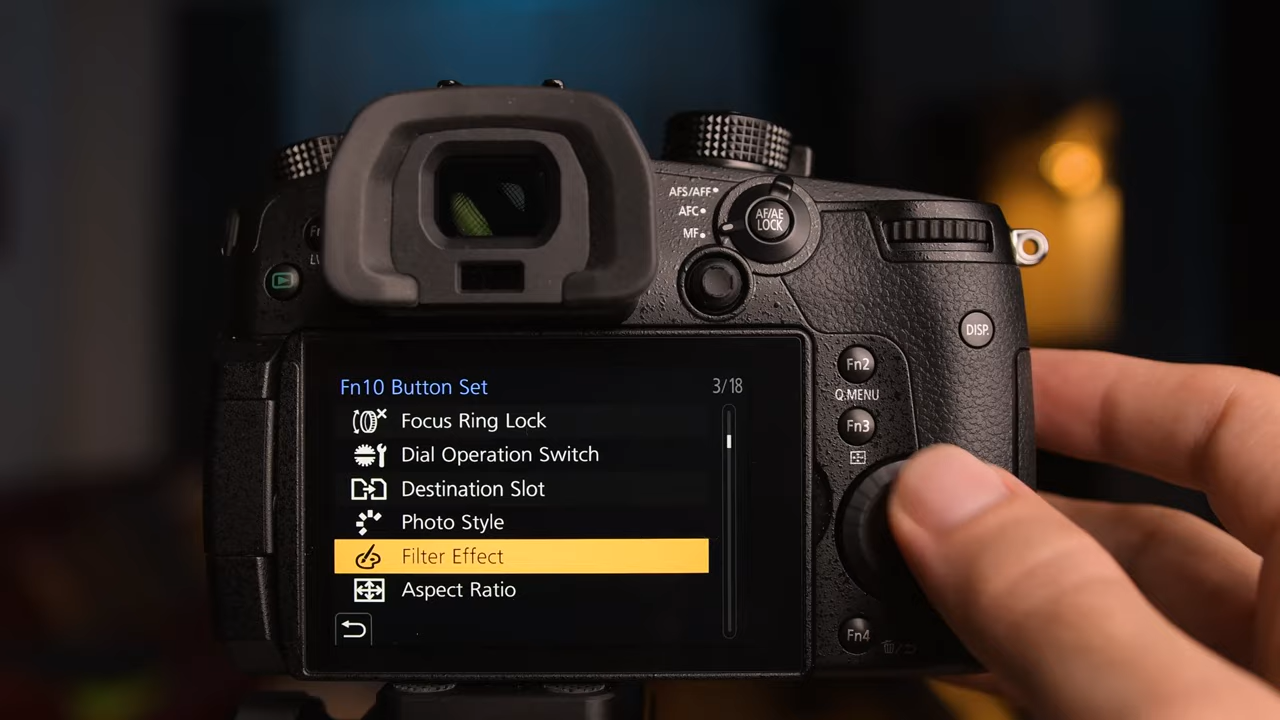 AFS/AFF
AFC
MF
AF/AE
LOCK
DISP.
Fn2
Q.MENU
Fn3
Fn4
Fn10 Button Set
3/18
Focus Ring Lock
Dial Operation Switch
Destination Slot
Photo Style
Filter Effect
Aspect Ratio